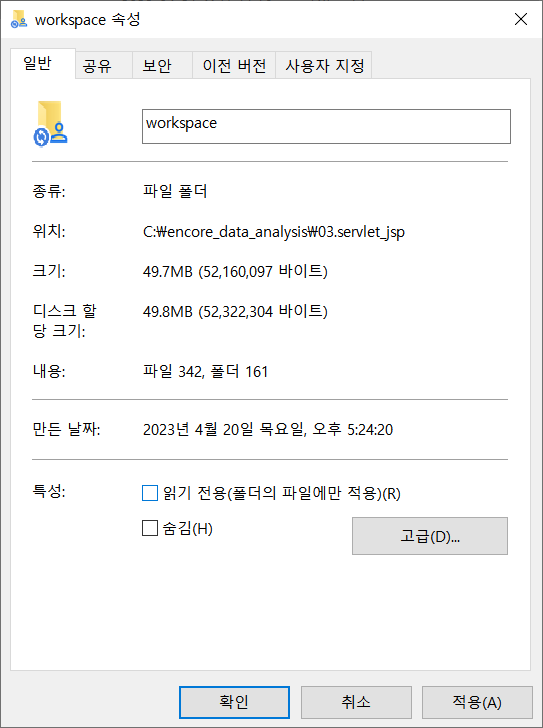 workspace 속성
일반 공유 보안 이전 버전 사용자 지정
workspace
종류: 파일 폴더
위치: C:₩encore_data_analysis₩03.servlet_jsp
크기: 49.7MB (52,160,097 바이트)
디스크 할 49.8MB (52,322,304 바이트)
당 크기:
내용: 파일 342, 폴더 161
만든 날짜: 2023년 4월 20일 목요일, 오후 5:24:20
특성: 읽기 전용(폴더의 파일에만 적용)(R)
숨김(H)
고급(D)...
확인 취소 적용(A)